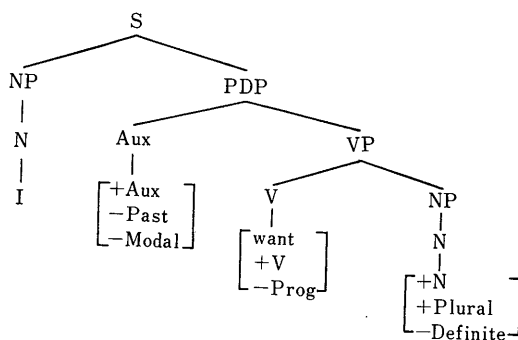 S
NP PDP
N Aux VP
I +Aux V NP
−Past want N
−Modal +V +N
−Prog +Plural
−Definite